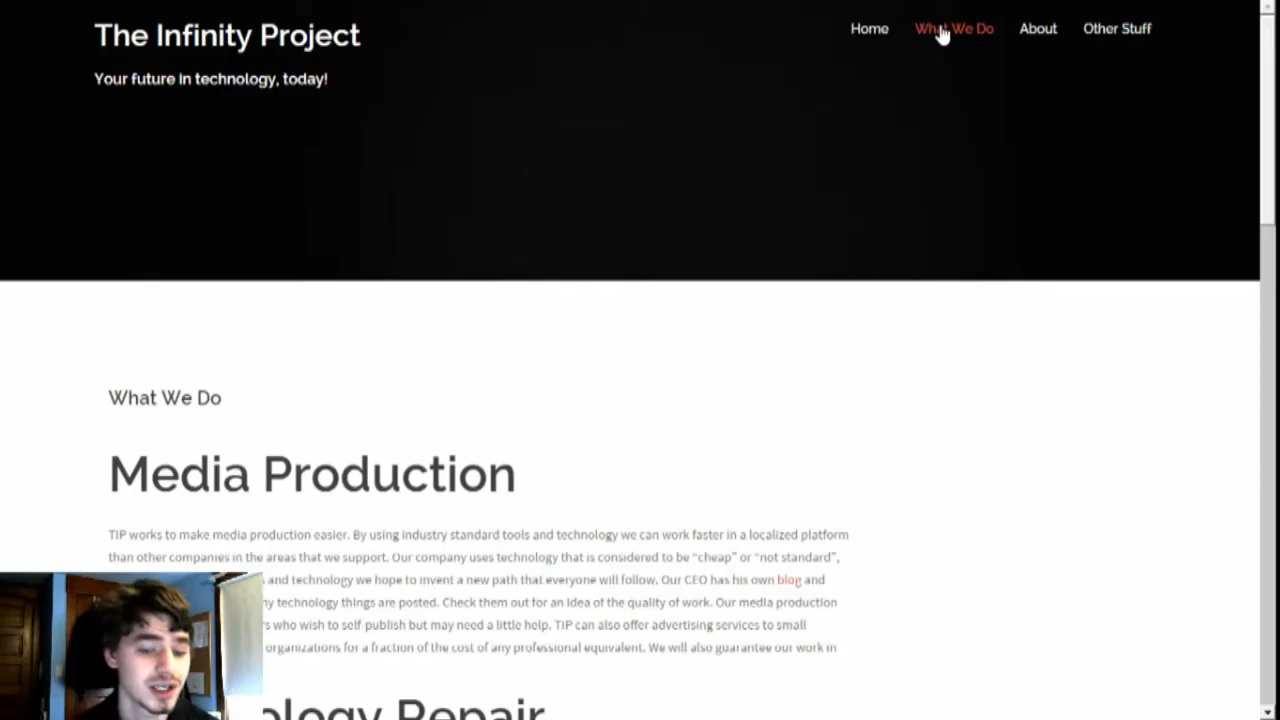 The Infinity Project
Home What We Do About Other Stuff
Your future in technology, today!
What We Do
Media Production
TIP works to make media production easier. By using industry standard tools and technology we can work faster in a localized platform
than other companies in the areas that we support. Our company uses technology that is considered to be “cheap” or “not standard”,
and technology we hope to invent a new path that everyone will follow. Our CEO has his own blog and
technology things are posted. Check them out for an idea of the quality of work. Our media production
who wish to self publish but may need a little help. TIP can also offer advertising services to small
organizations for a fraction of the cost of any professional equivalent. We will also guarantee our work in
ology Repair